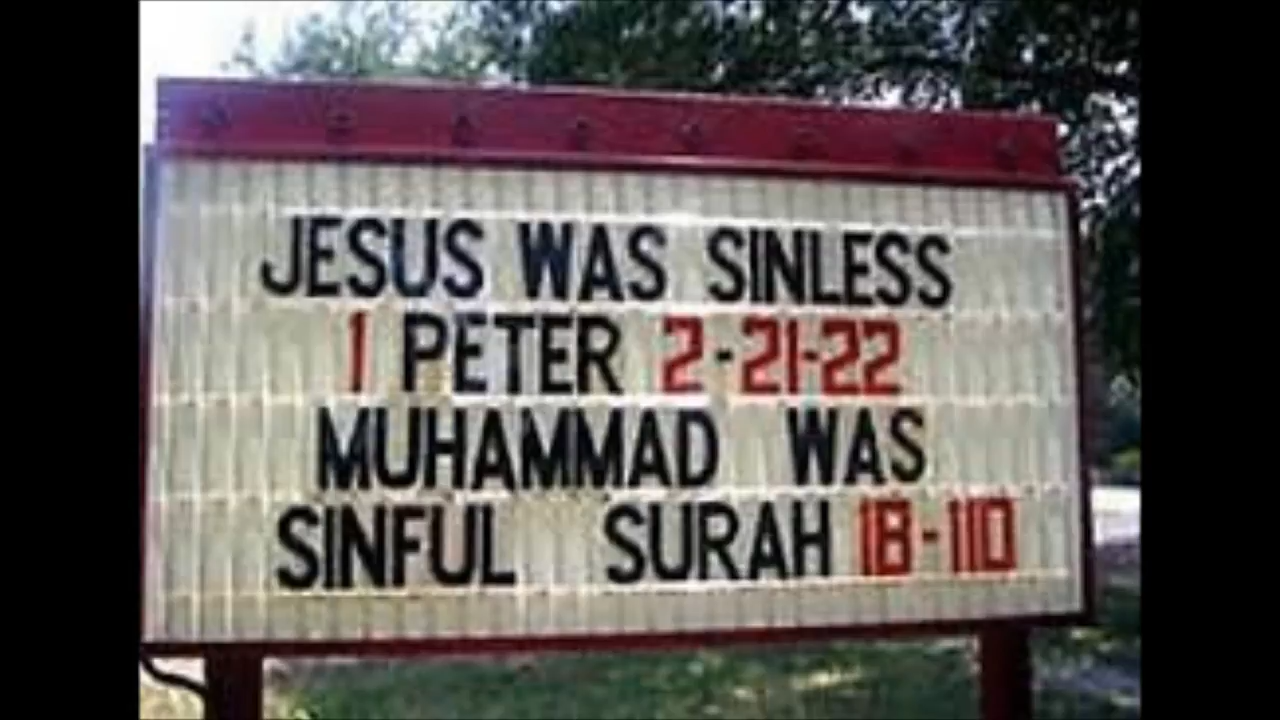 JESUS WAS SINLESS
1 PETER 2-21-22
MUHAMMAD WAS
SINFUL SURAH 18-110